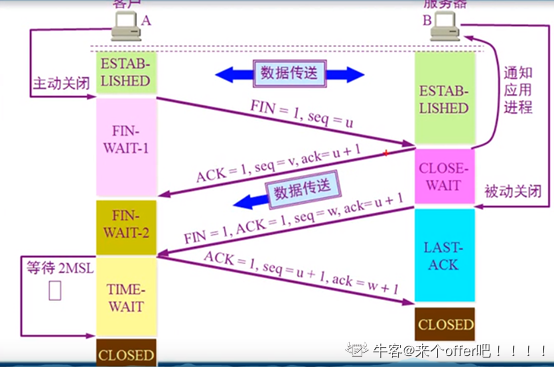 客户
服务器
A
B
ESTAB-
LISHED
数据传送
主动关闭
FIN = 1, seq = u
ESTAB-
LISHED
通知
应用
进程
FIN-
WAIT-1
ACK = 1, seq = v, ack= u + 1
CLOSE-
WAIT
数据传送
被动关闭
FIN-
WAIT-2
FIN = 1, ACK = 1, seq = w, ack= u + 1
LAST-
ACK
等待 2MSL
ACK = 1, seq = u + 1, ack = w + 1
TIME-
WAIT
CLOSED
CLOSED
牛客@来个offer吧！！！！